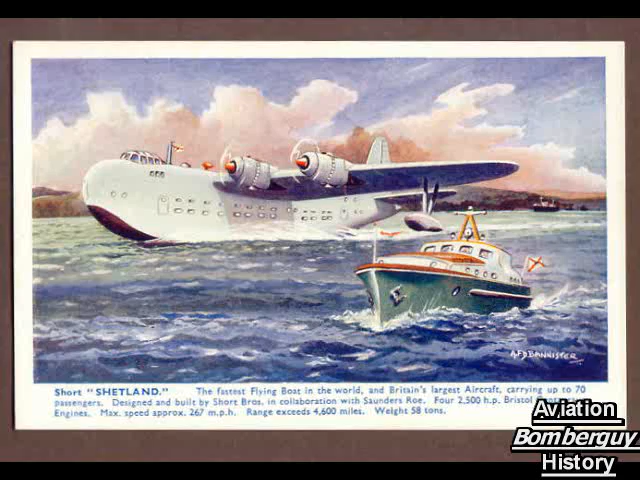 A.F.D. BANNISTER
Short "SHETLAND." The fastest Flying Boat in the world, and Britain's largest Aircraft, carrying up to 70
passengers. Designed and built by Short Bros. in collaboration with Saunders Roe. Four 2,500 h.p. Bristol
Engines. Max. speed approx. 267 m.p.h. Range exceeds 4,600 miles. Weight 58 tons.
Aviation
Bomberguy
History